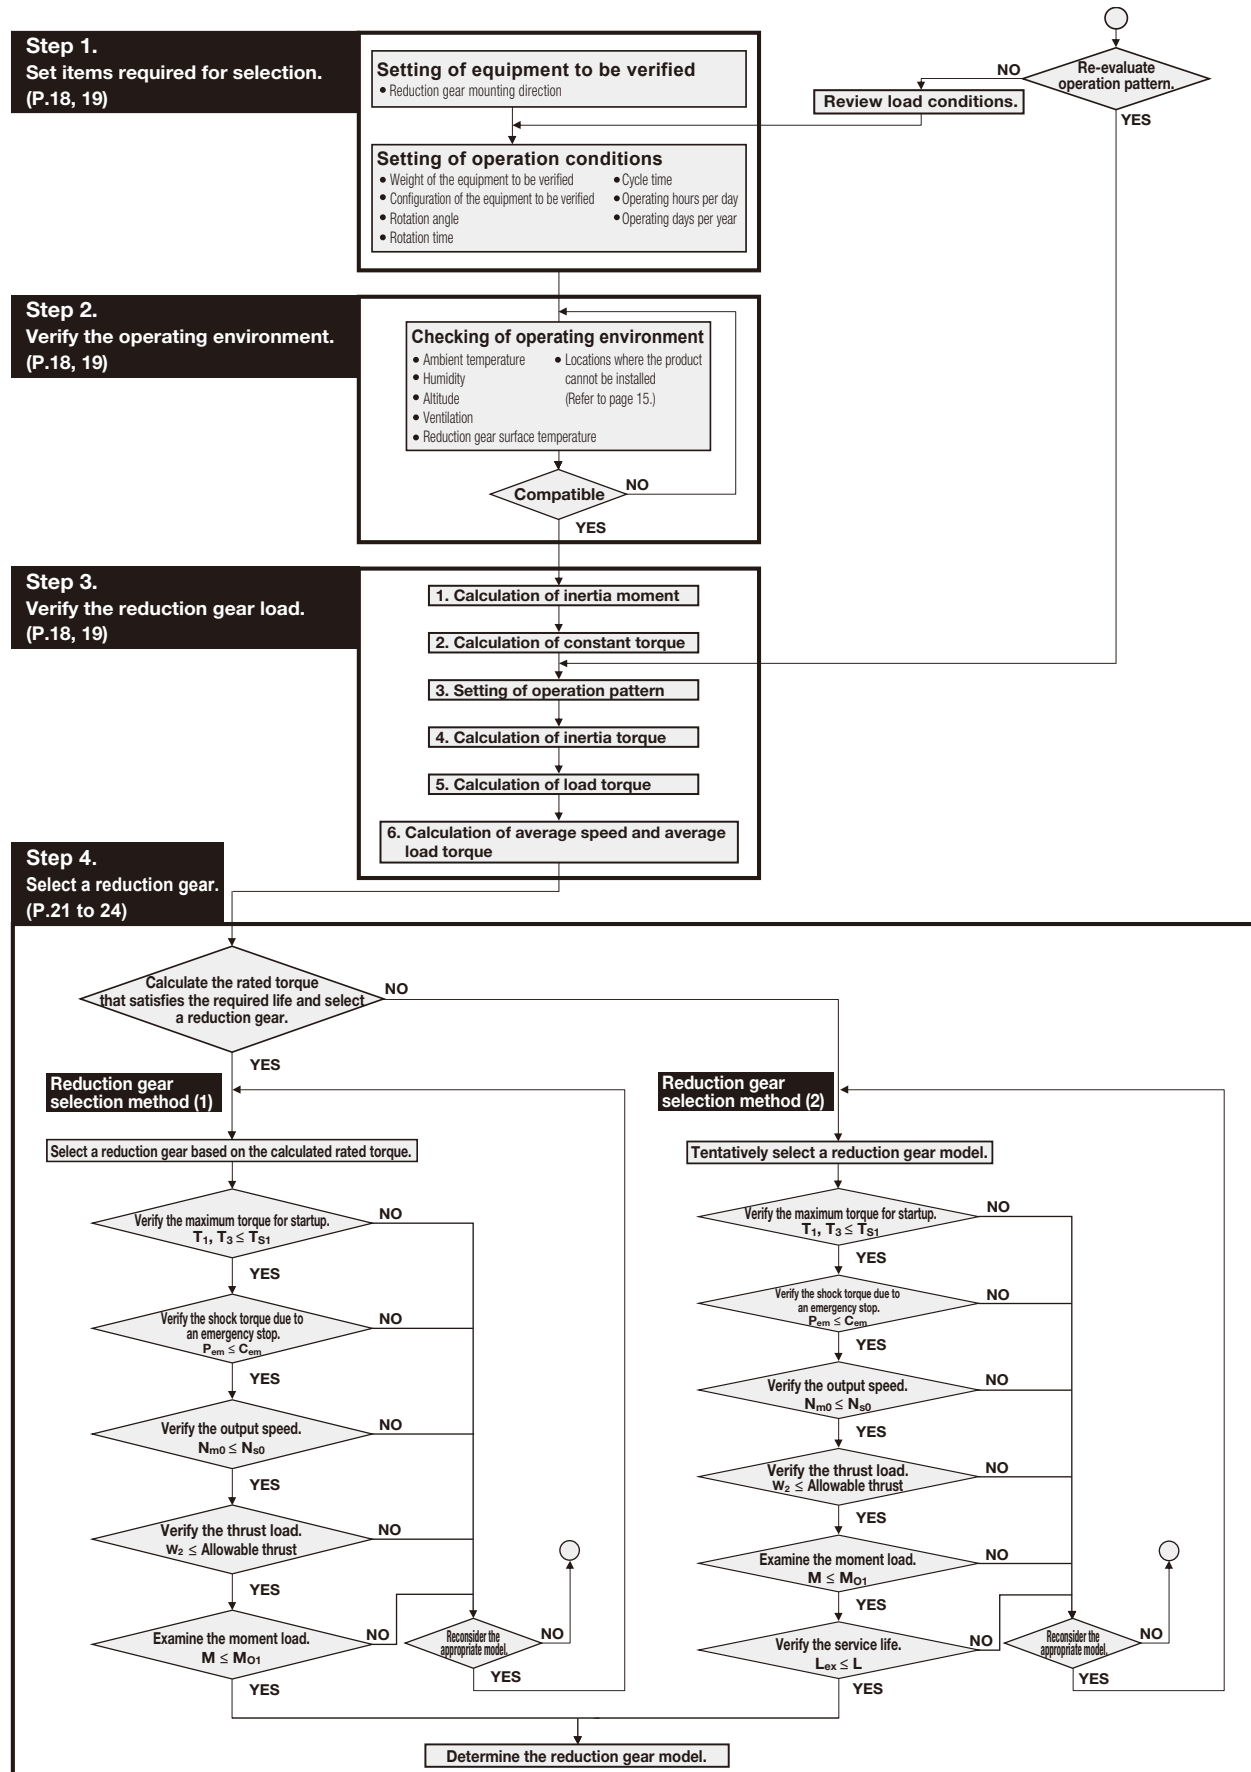 Step 1.
Set items required for selection.
(P.18, 19)
Setting of equipment to be verified
• Reduction gear mounting direction
Re-evaluate
operation pattern.
NO
YES
Review load conditions.
Setting of operation conditions
• Weight of the equipment to be verified
• Configuration of the equipment to be verified
• Rotation angle
• Rotation time
• Cycle time
• Operating hours per day
• Operating days per year
Step 2.
Verify the operating environment.
(P.18, 19)
Checking of operating environment
• Ambient temperature
• Humidity
• Altitude
• Ventilation
• Reduction gear surface temperature
• Locations where the product
cannot be installed
(Refer to page 15.)
Compatible
NO
YES
Step 3.
Verify the reduction gear load.
(P.18, 19)
1. Calculation of inertia moment
2. Calculation of constant torque
3. Setting of operation pattern
4. Calculation of inertia torque
5. Calculation of load torque
6. Calculation of average speed and average
load torque
Step 4.
Select a reduction gear.
(P.21 to 24)
Calculate the rated torque
that satisfies the required life and select
a reduction gear.
NO
YES
Reduction gear
selection method (1)
Select a reduction gear based on the calculated rated torque.
Verify the maximum torque for startup.
T1, T3 ≤ TS1
NO
YES
Verify the shock torque due to
an emergency stop.
Pem ≤ Cem
NO
YES
Verify the output speed.
Nm0 ≤ Ns0
NO
YES
Verify the thrust load.
W2 ≤ Allowable thrust
NO
YES
Examine the moment load.
M ≤ MO1
NO
YES
Reconsider the
appropriate model.
NO
YES
Reduction gear
selection method (2)
Tentatively select a reduction gear model.
Verify the maximum torque for startup.
T1, T3 ≤ TS1
NO
YES
Verify the shock torque due to
an emergency stop.
Pem ≤ Cem
NO
YES
Verify the output speed.
Nm0 ≤ Ns0
NO
YES
Verify the thrust load.
W2 ≤ Allowable thrust
NO
YES
Examine the moment load.
M ≤ MO1
NO
YES
Verify the service life.
Lex ≤ L
NO
YES
Reconsider the
appropriate model.
NO
YES
Determine the reduction gear model.